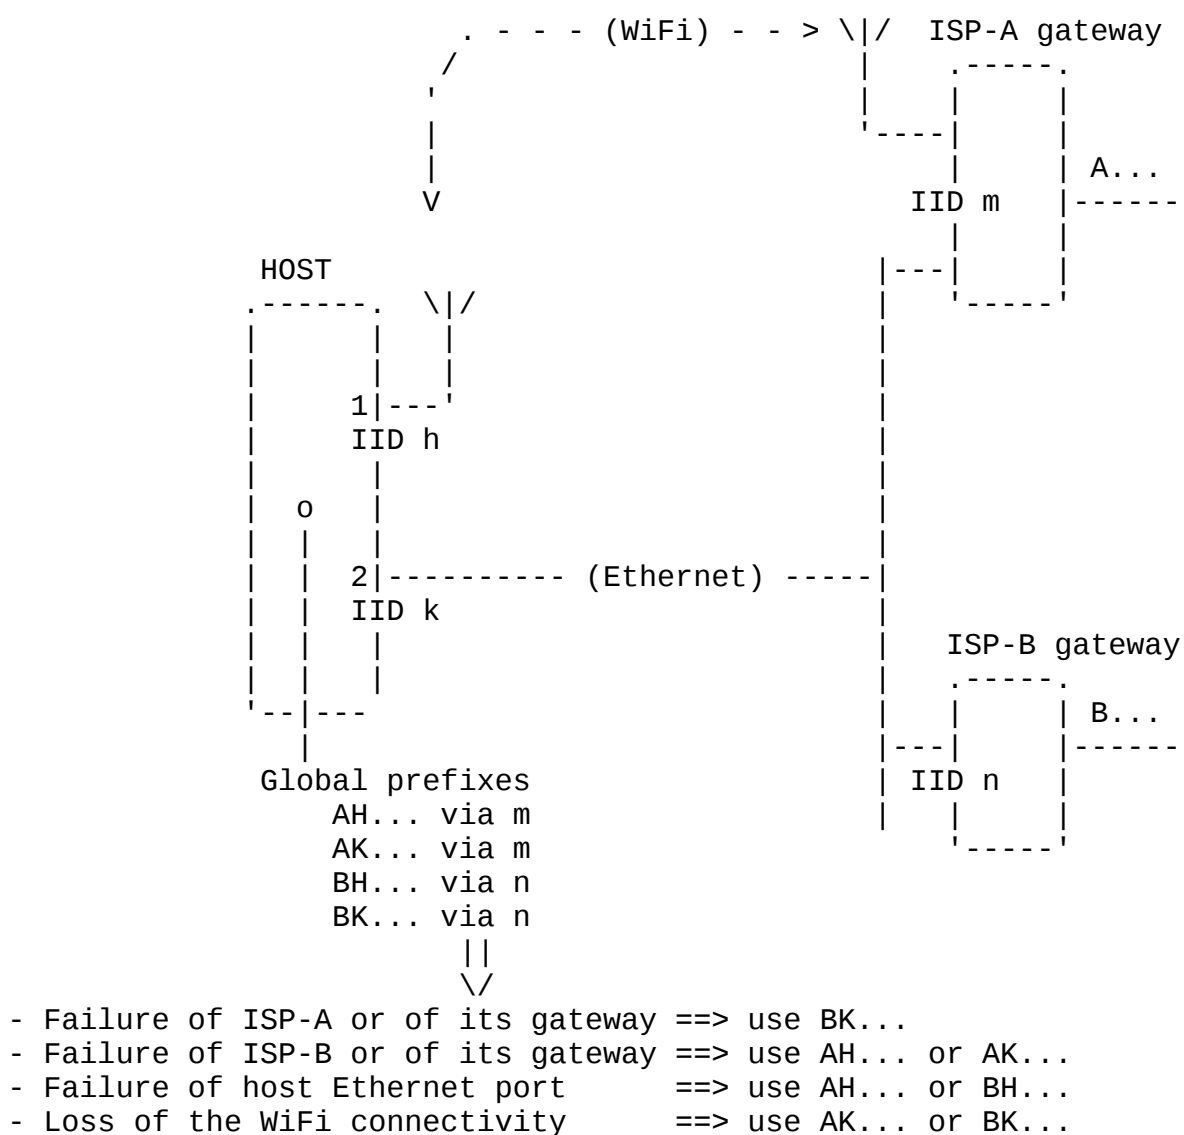 (WiFi) ISP-A gateway
A...
IID m
HOST
1
IID h
o
2 (Ethernet)
IID k
ISP-B gateway
B...
Global prefixes IID n
AH... via m
AK... via m
BH... via n
BK... via n
- Failure of ISP-A or of its gateway ==> use BK...
- Failure of ISP-B or of its gateway ==> use AH... or AK...
- Failure of host Ethernet port ==> use AH... or BH...
- Loss of the WiFi connectivity ==> use AK... or BK...